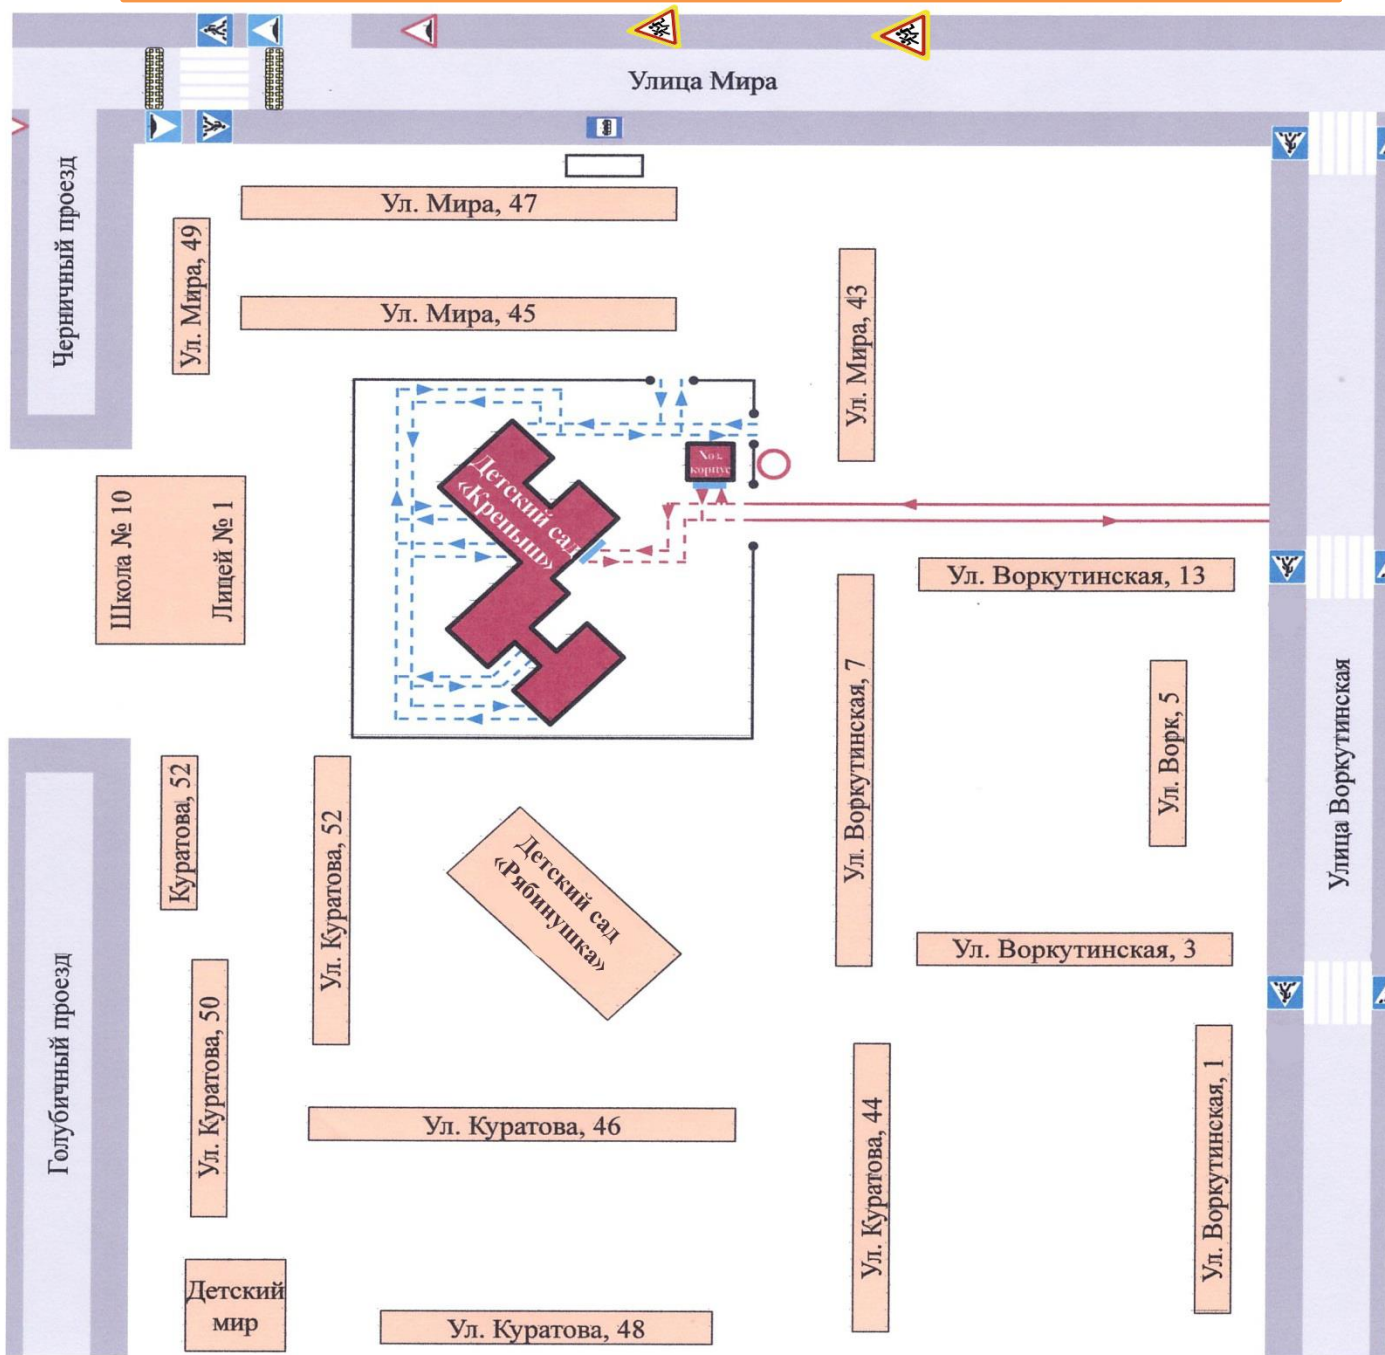 Улица Мира
Черничный проезд
Ул. Мира, 47
Ул. Мира, 49
Ул. Мира, 45
Ул. Мира, 43
Хоз.
корпус
Детский сад
«Крепыш»
Школа № 10
Лицей № 1
Ул. Воркутинская, 13
Ул. Воркутинская, 7
Ул. Ворк, 5
Улица Воркутинская
Куратова, 52
Ул. Куратова, 52
Детский сад
«Рябинушка»
Ул. Воркутинская, 3
Голубичный проезд
Ул. Куратова, 50
Ул. Куратова, 46
Ул. Куратова, 44
Ул. Воркутинская, 1
Детский
мир
Ул. Куратова, 48